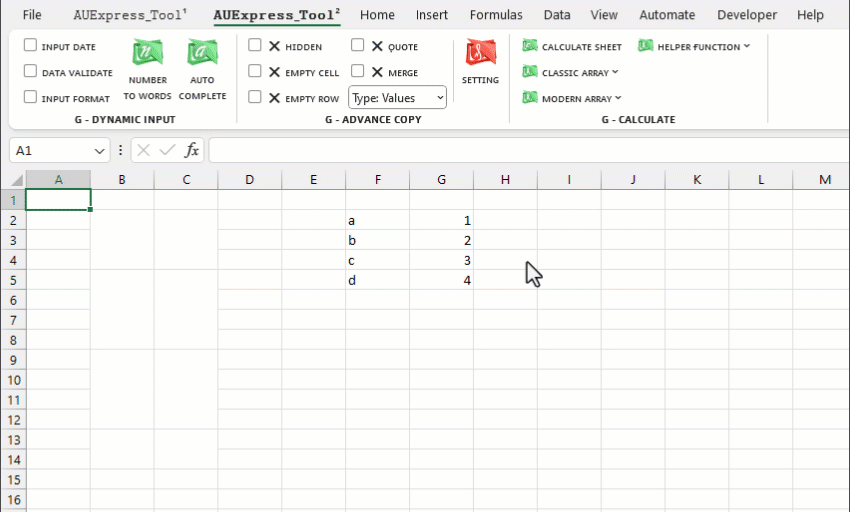 File AUExpress_Tool¹ AUExpress_Tool² Home Insert Formulas Data View Automate Developer Help
INPUT DATE
DATA VALIDATE
INPUT FORMAT
NUMBER TO WORDS
AUTO COMPLETE
G - DYNAMIC INPUT
HIDDEN
EMPTY CELL
EMPTY ROW
QUOTE
MERGE
Type: Values
SETTING
G - ADVANCE COPY
CALCULATE SHEET
CLASSIC ARRAY
MODERN ARRAY
HELPER FUNCTION
G - CALCULATE
A1 fx
A B C D E F G H I J K L M
1
2 a 1
3 b 2
4 c 3
5 d 4
6
7
8
9
10
11
12
13
14
15
16